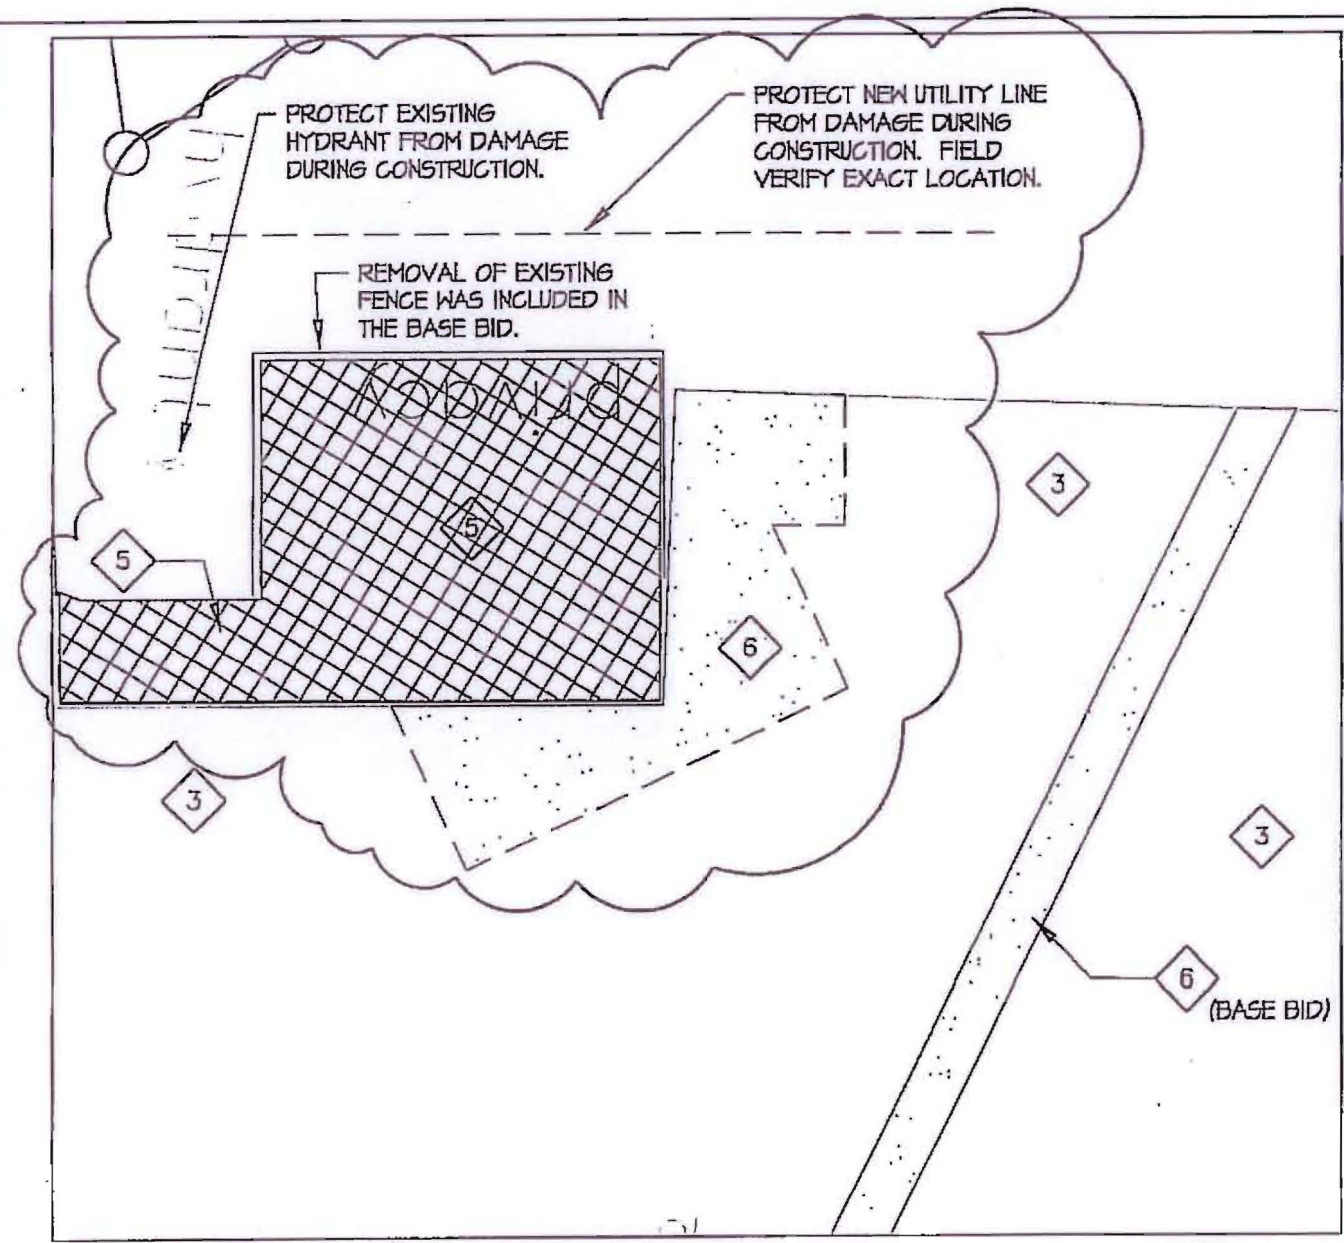 PROTECT EXISTING
HYDRANT FROM DAMAGE
DURING CONSTRUCTION.
PROTECT NEW UTILITY LINE
FROM DAMAGE DURING
CONSTRUCTION. FIELD
VERIFY EXACT LOCATION.
REMOVAL OF EXISTING
FENCE WAS INCLUDED IN
THE BASE BID.
3
5
5
6
3
3
6
(BASE BID)